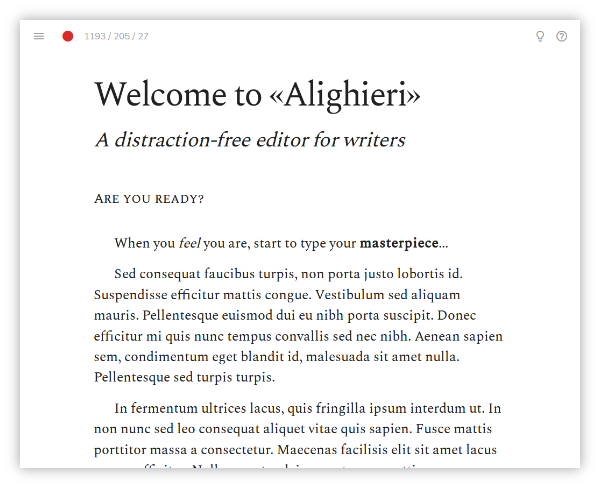 1193 / 205 / 27
Welcome to «Alighieri»
A distraction-free editor for writers
ARE YOU READY?
When you feel you are, start to type your masterpiece...
Sed consequat faucibus turpis, non porta justo lobortis id.
Suspendisse efficitur mattis congue. Vestibulum sed aliquam
mauris. Pellentesque euismod dui eu nibh porta suscipit. Donec
efficitur mi quis nunc tempus convallis sed nec nibh. Aenean sapien
sem, condimentum eget blandit id, malesuada sit amet nulla.
Pellentesque sed turpis turpis.
In fermentum ultrices lacus, quis fringilla ipsum interdum ut. In
non nunc sed leo consequat aliquet vitae quis sapien. Fusce mattis
porttitor massa a consectetur. Maecenas facilisis elit sit amet lacus